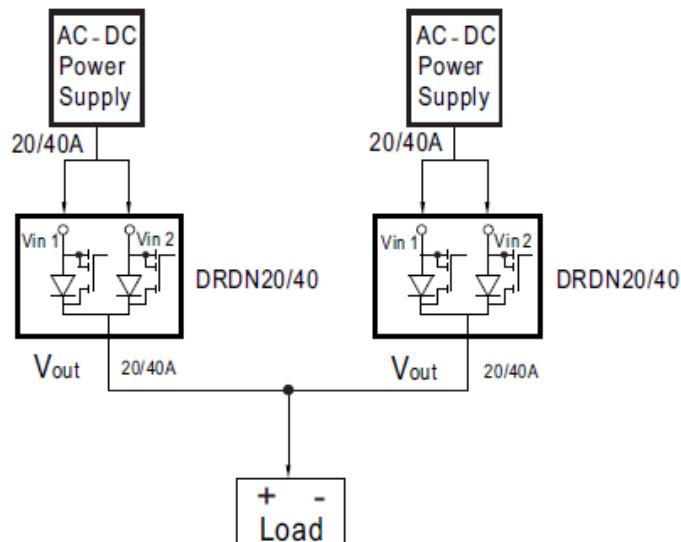 AC - DC
Power
Supply
AC - DC
Power
Supply
20/40A
20/40A
Vin 1
Vin 2
DRDN20/40
Vin 1
Vin 2
DRDN20/40
Vout
20/40A
Vout
20/40A
+ -
Load